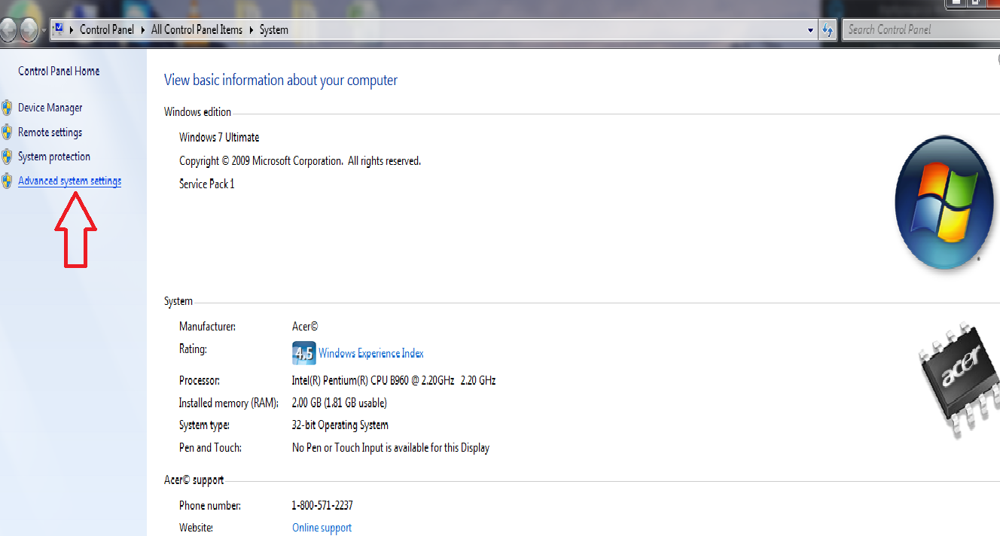 Control Panel All Control Panel Items System Search Control Panel
Control Panel Home
Device Manager
Remote settings
System protection
Advanced system settings
View basic information about your computer
Windows edition
Windows 7 Ultimate
Copyright © 2009 Microsoft Corporation. All rights reserved.
Service Pack 1
System
Manufacturer: Acer©
Rating: 4,5 Windows Experience Index
Processor: Intel(R) Pentium(R) CPU B960 @ 2.20GHz 2.20 GHz
Installed memory (RAM): 2.00 GB (1.81 GB usable)
System type: 32-bit Operating System
Pen and Touch: No Pen or Touch Input is available for this Display
acer
Acer© support
Phone number: 1-800-571-2237
Website: Online support